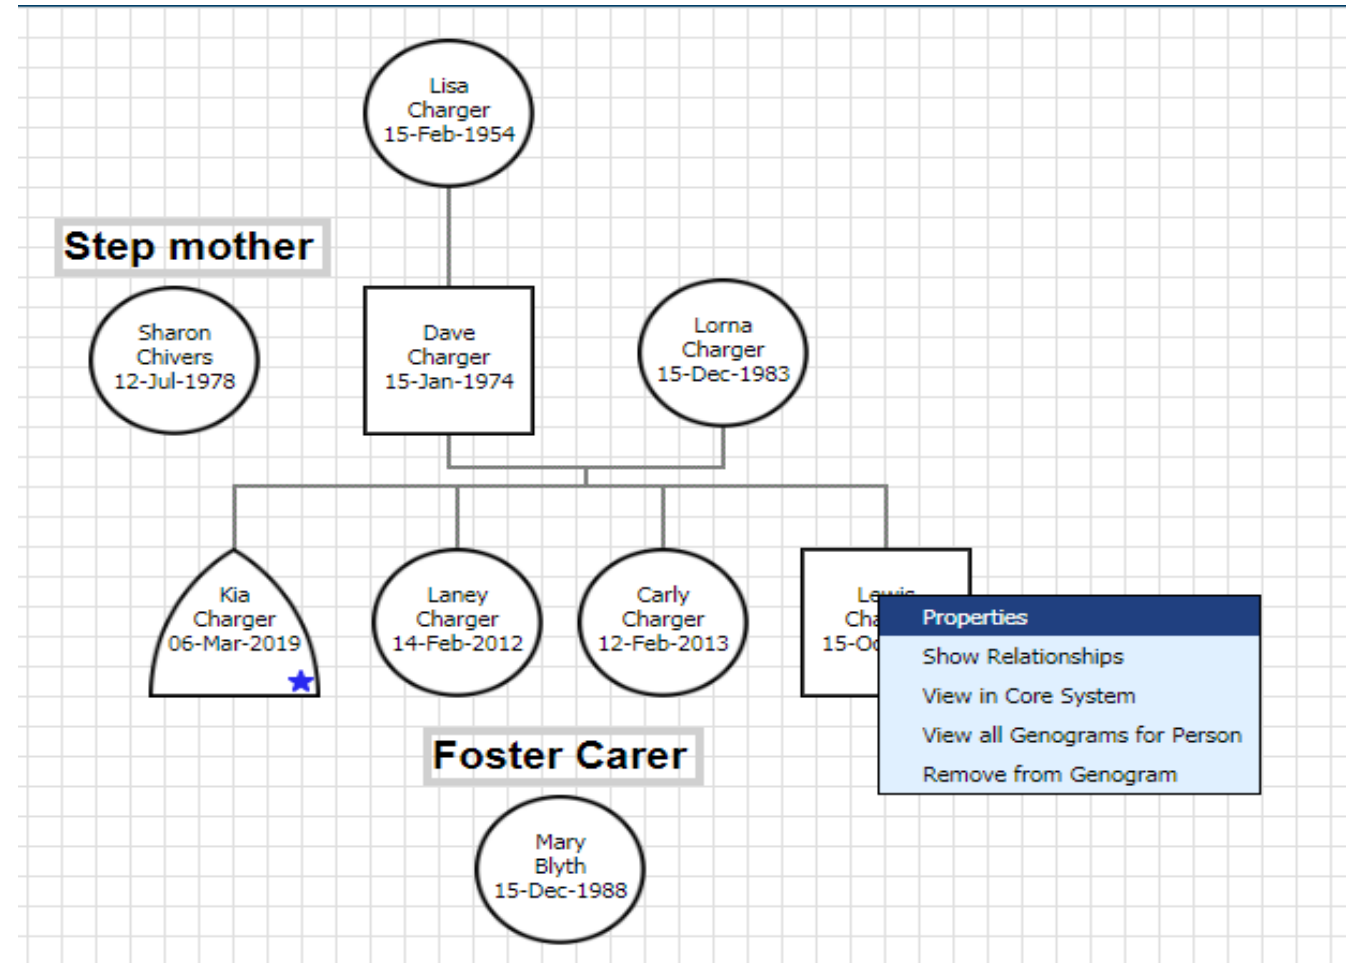 Lisa
Charger
15-Feb-1954
Step mother
Sharon
Chivers
12-Jul-1978
Dave
Charger
15-Jan-1974
Lorna
Charger
15-Dec-1983
Kia
Charger
06-Mar-2019
Laney
Charger
14-Feb-2012
Carly
Charger
12-Feb-2013
Lewis
Properties
Show Relationships
View in Core System
View all Genograms for Person
Remove from Genogram
Foster Carer
Mary
Blyth
15-Dec-1988